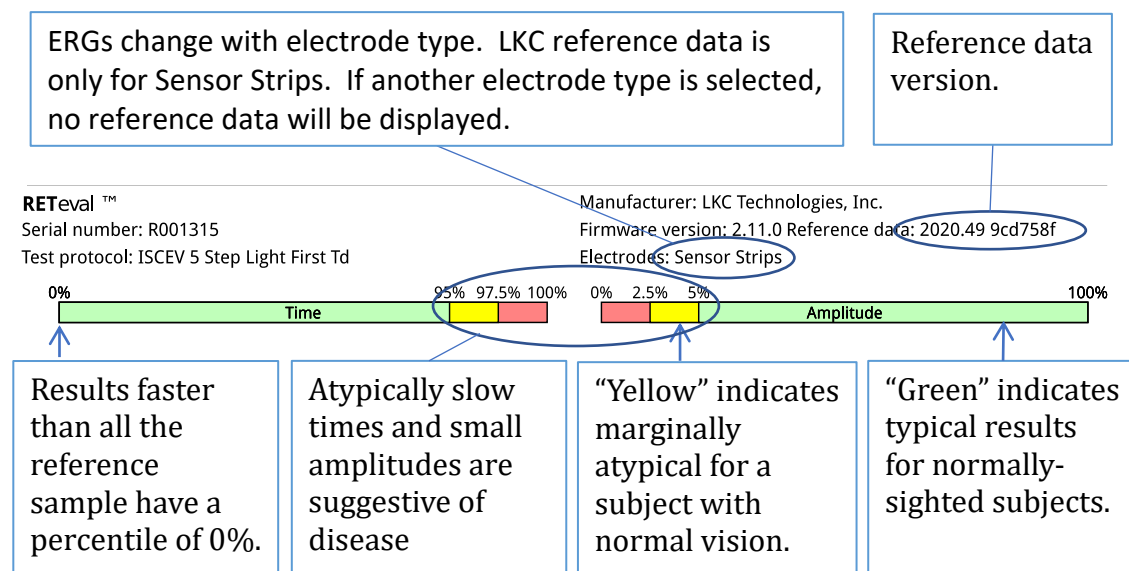 ERGs change with electrode type.  LKC reference data is
only for Sensor Strips.  If another electrode type is selected,
no reference data will be displayed.
Reference data
version.
RETeval ™
Serial number: R001315
Test protocol: ISCEV 5 Step Light First Td
Manufacturer: LKC Technologies, Inc.
Firmware version: 2.11.0 Reference data: 2020.49 9cd758f
Electrodes: Sensor Strips
0% 95% 97.5% 100%
Time
0% 2.5% 5% 100%
Amplitude
Results faster
than all the
reference
sample have a
percentile of 0%.
Atypically slow
times and small
amplitudes are
suggestive of
disease
“Yellow” indicates
marginally
atypical for a
subject with
normal vision.
“Green” indicates
typical results
for normally-
sighted subjects.